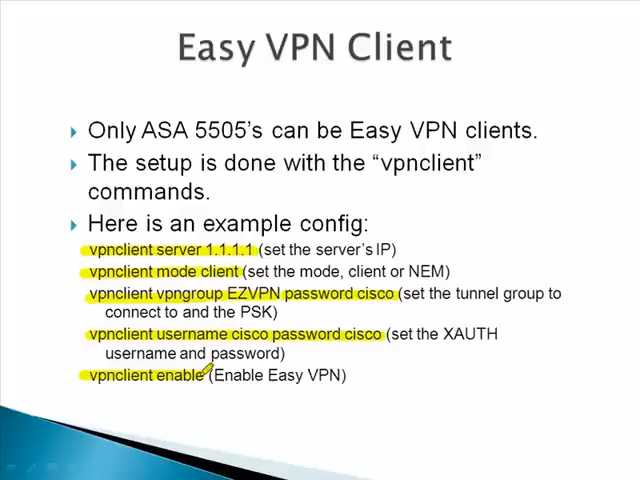 Easy VPN Client
Only ASA 5505's can be Easy VPN clients.
The setup is done with the “vpnclient”
commands.
Here is an example config:
vpnclient server 1.1.1.1 (set the server's IP)
vpnclient mode client (set the mode, client or NEM)
vpnclient vpngroup EZVPN password cisco (set the tunnel group to
connect to and the PSK)
vpnclient username cisco password cisco (set the XAUTH
username and password)
vpnclient enable (Enable Easy VPN)